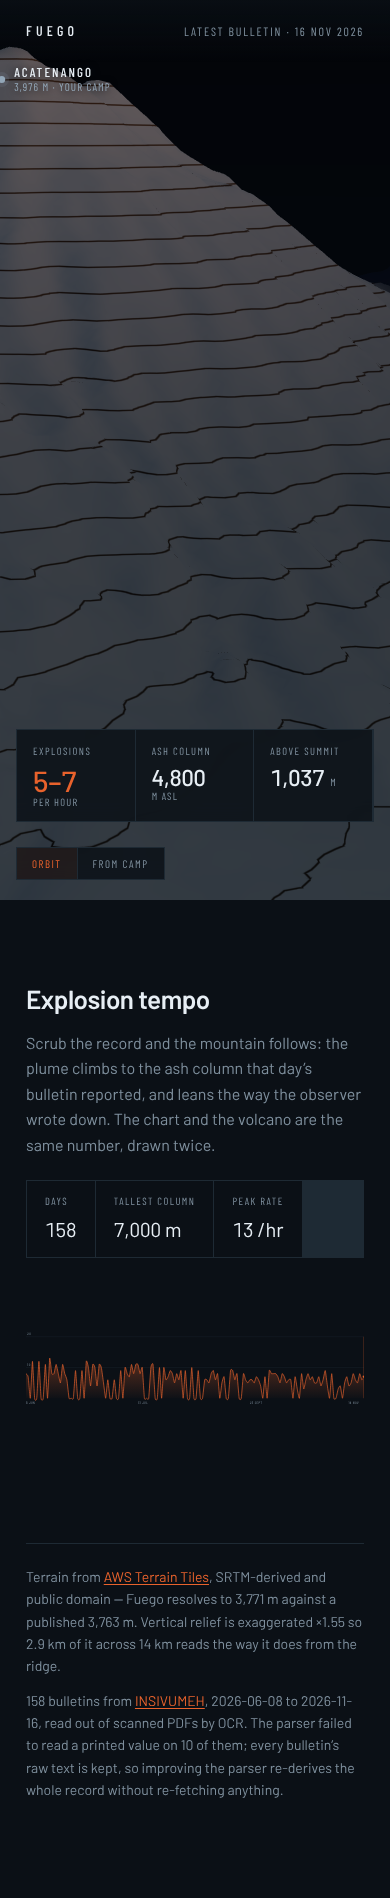 FUEGO
LATEST BULLETIN · 16 NOV 2026
ACATENANGO
3,976 M · YOUR CAMP
EXPLOSIONS
5–7
PER HOUR
ASH COLUMN
4,800
M ASL
ABOVE SUMMIT
1,037 M
ORBIT
FROM CAMP
Explosion tempo
Scrub the record and the mountain follows: the
plume climbs to the ash column that day’s
bulletin reported, and leans the way the observer
wrote down. The chart and the volcano are the
same number, drawn twice.
DAYS
158
TALLEST COLUMN
7,000 m
PEAK RATE
13 /hr
Terrain from AWS Terrain Tiles, SRTM-derived and
public domain — Fuego resolves to 3,771 m against a
published 3,763 m. Vertical relief is exaggerated ×1.55 so
2.9 km of it across 14 km reads the way it does from the
ridge.
158 bulletins from INSIVUMEH, 2026-06-08 to 2026-11-
16, read out of scanned PDFs by OCR. The parser failed
to read a printed value on 10 of them; every bulletin’s
raw text is kept, so improving the parser re-derives the
whole record without re-fetching anything.